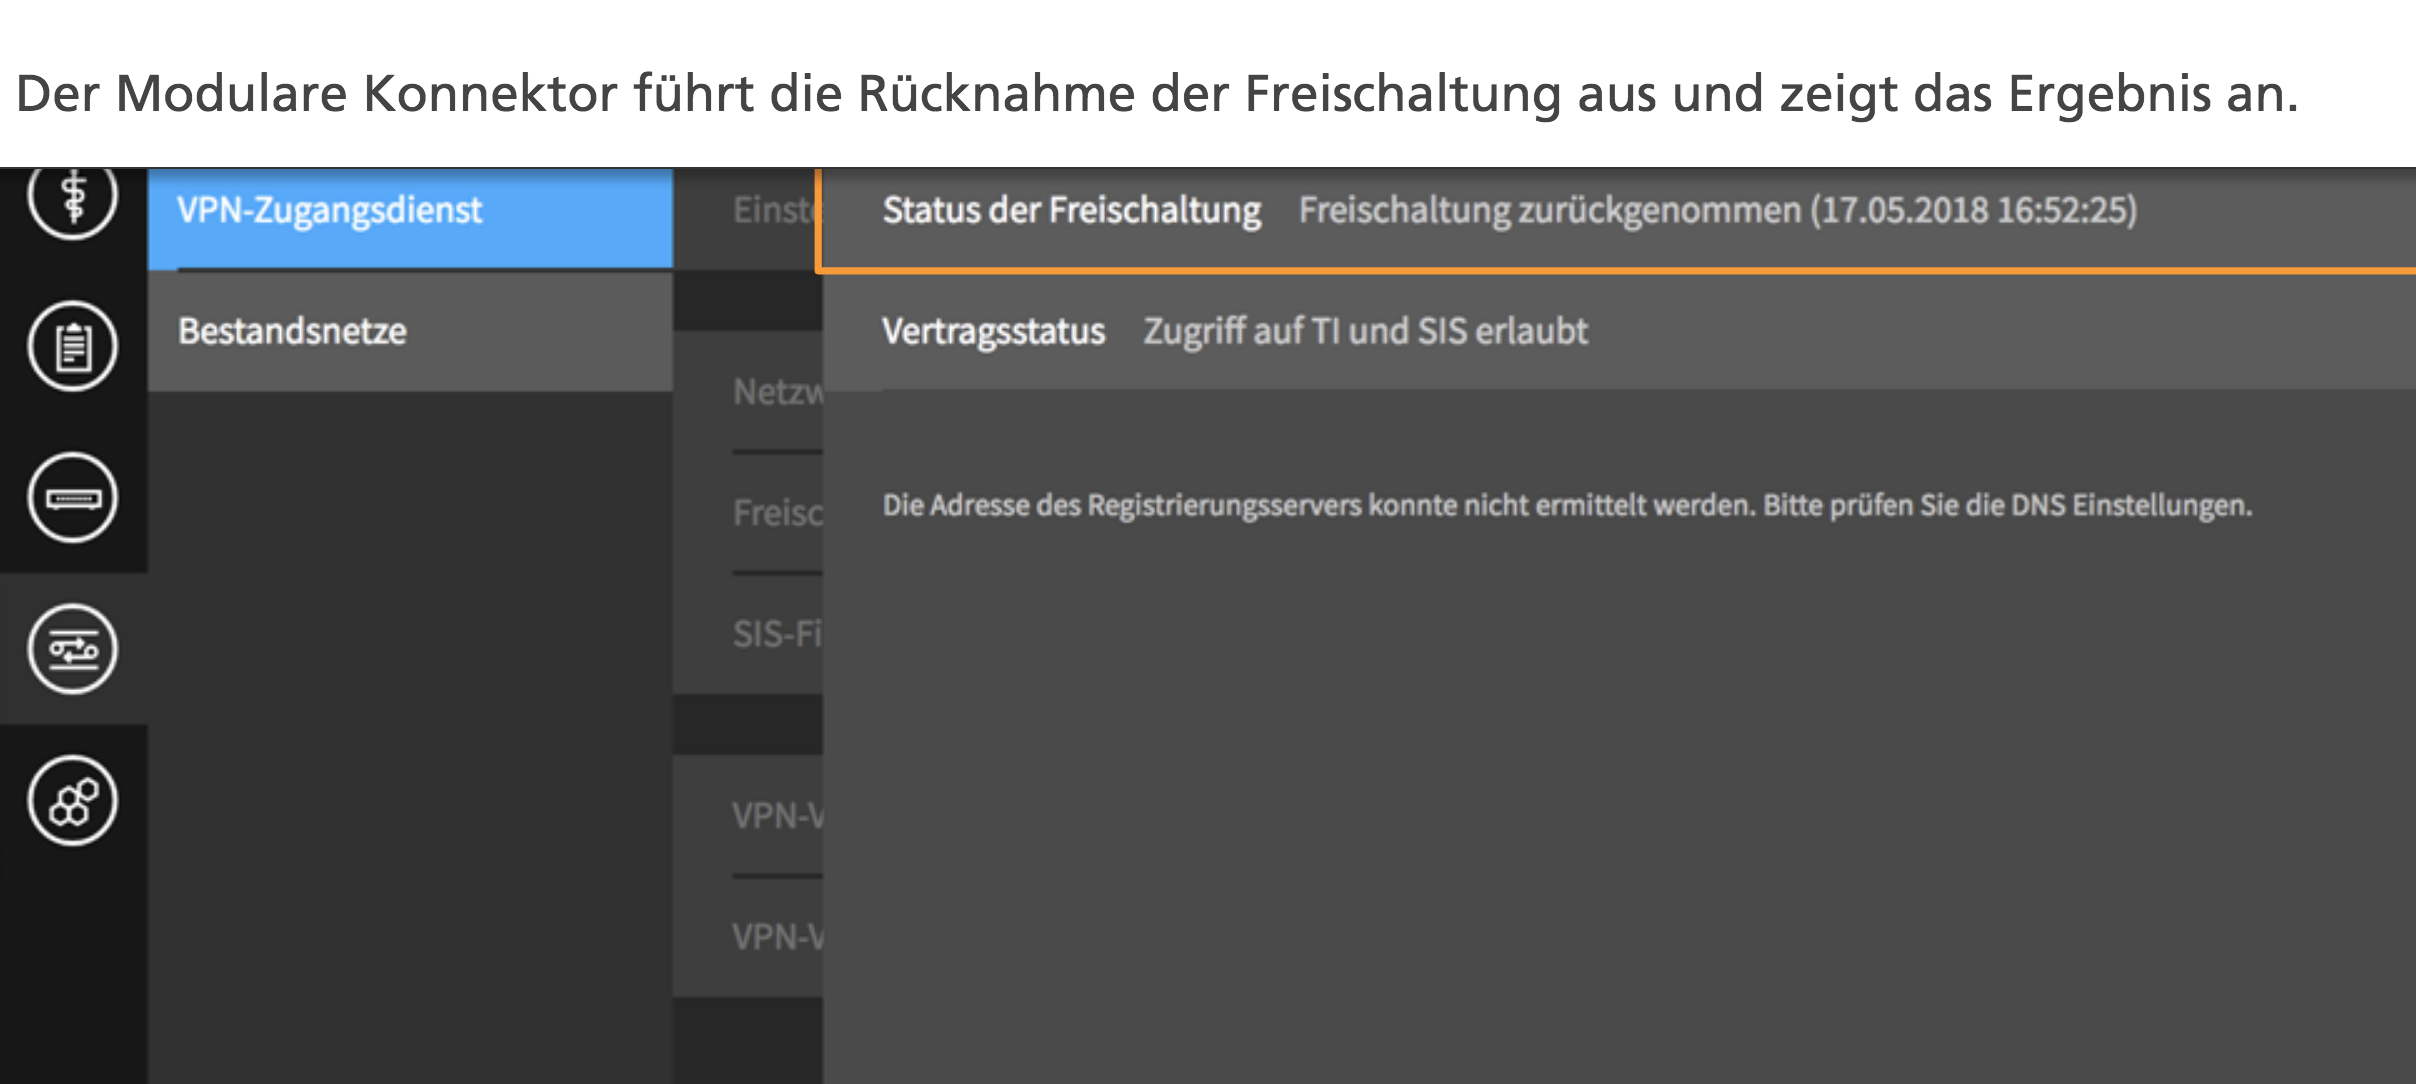 Der Modulare Konnektor führt die Rücknahme der Freischaltung aus und zeigt das Ergebnis an.
VPN-Zugangsdienst
Einste
Status der Freischaltung Freischaltung zurückgenommen (17.05.2018 16:52:25)
Bestandsnetze
Vertragsstatus Zugriff auf TI und SIS erlaubt
Netzw
Freisc
Die Adresse des Registrierungsservers konnte nicht ermittelt werden. Bitte prüfen Sie die DNS Einstellungen.
SIS-Fi
VPN-V
VPN-V